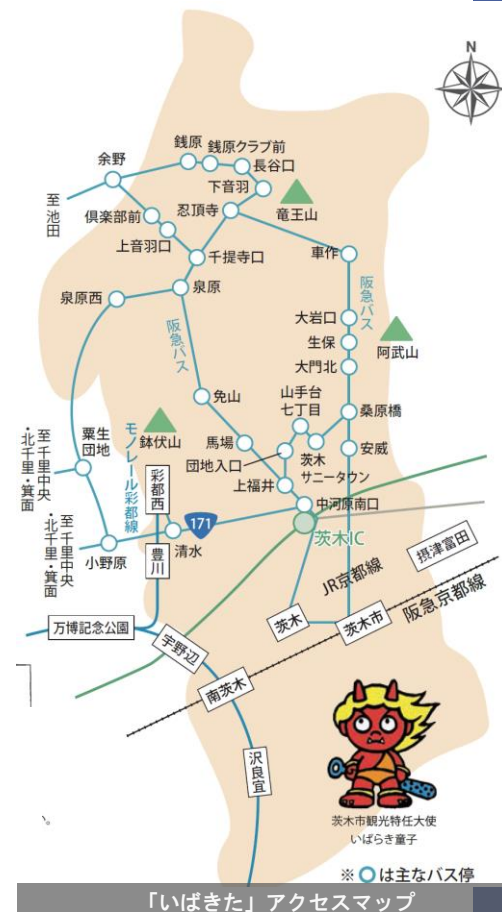 N
銭原
銭原クラブ前
余野
長谷口
下音羽
至池田
倶楽部前
忍頂寺
竜王山
上音羽口
千提寺口
車作
泉原西
泉原
阪急バス
阪急バス
大岩口
生保
阿武山
大門北
免山
山手台
七丁目
桑原橋
鉢伏山
馬場
茨木
サニータウン
安威
団地入口
粟生
団地
至千里中央
・北千里・箕面
モノレール彩都線
彩都西
上福井
中河原南口
171
茨木IC
至千里中央
・北千里・箕面
小野原
清水
豊川
摂津富田
JR京都線
阪急京都線
万博記念公園
宇野辺
茨木
茨木市
南茨木
沢良宜
茨木市観光特任大使
いばらき童子
※○は主なバス停
「いばきた」アクセスマップ